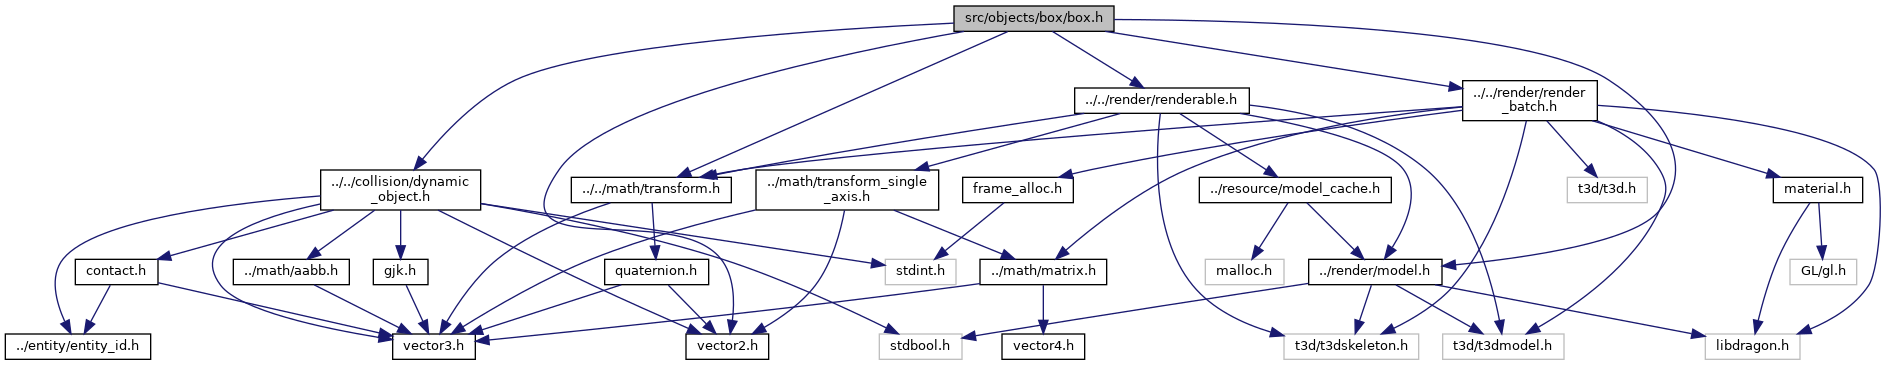 src/objects/box/box.h
../../render/renderable.h
../../render/render
_batch.h
../../collision/dynamic
_object.h
../../math/transform.h
../math/transform_single
_axis.h
frame_alloc.h
../resource/model_cache.h
t3d/t3d.h
material.h
contact.h
../math/aabb.h
gjk.h
quaternion.h
stdint.h
../math/matrix.h
malloc.h
../render/model.h
GL/gl.h
../entity/entity_id.h
vector3.h
vector2.h
stdbool.h
vector4.h
t3d/t3dskeleton.h
t3d/t3dmodel.h
libdragon.h